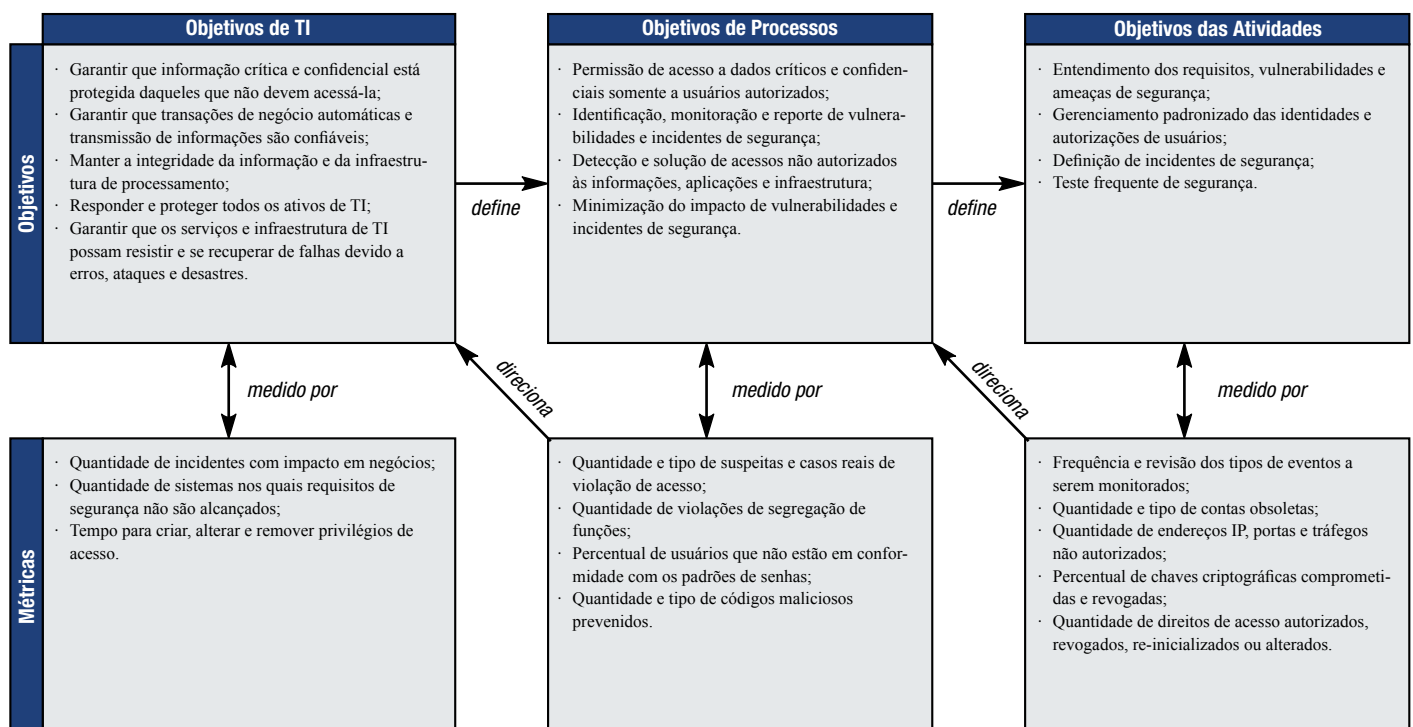 Objetivos de TI
Objetivos
· Garantir que informação crítica e confidencial está
protegida daqueles que não devem acessá-la;
· Garantir que transações de negócio automáticas e
transmissão de informações são confiáveis;
· Manter a integridade da informação e da infraestru-
tura de processamento;
· Responder e proteger todos os ativos de TI;
· Garantir que os serviços e infraestrutura de TI
possam resistir e se recuperar de falhas devido a
erros, ataques e desastres.
define
Objetivos de Processos
· Permissão de acesso a dados críticos e confiden-
ciais somente a usuários autorizados;
· Identificação, monitoração e reporte de vulnera-
bilidades e incidentes de segurança;
· Detecção e solução de acessos não autorizados
às informações, aplicações e infraestrutura;
· Minimização do impacto de vulnerabilidades e
incidentes de segurança.
define
Objetivos das Atividades
· Entendimento dos requisitos, vulnerabilidades e
ameaças de segurança;
· Gerenciamento padronizado das identidades e
autorizações de usuários;
· Definição de incidentes de segurança;
· Teste frequente de segurança.
medido por
direciona
medido por
direciona
medido por
Métricas
· Quantidade de incidentes com impacto em negócios;
· Quantidade de sistemas nos quais requisitos de
segurança não são alcançados;
· Tempo para criar, alterar e remover privilégios de
acesso.
· Quantidade e tipo de suspeitas e casos reais de
violação de acesso;
· Quantidade de violações de segregação de
funções;
· Percentual de usuários que não estão em confor-
midade com os padrões de senhas;
· Quantidade e tipo de códigos maliciosos
prevenidos.
· Frequência e revisão dos tipos de eventos a
serem monitorados;
· Quantidade e tipo de contas obsoletas;
· Quantidade de endereços IP, portas e tráfegos
não autorizados;
· Percentual de chaves criptográficas comprometi-
das e revogadas;
· Quantidade de direitos de acesso autorizados,
revogados, re-inicializados ou alterados.